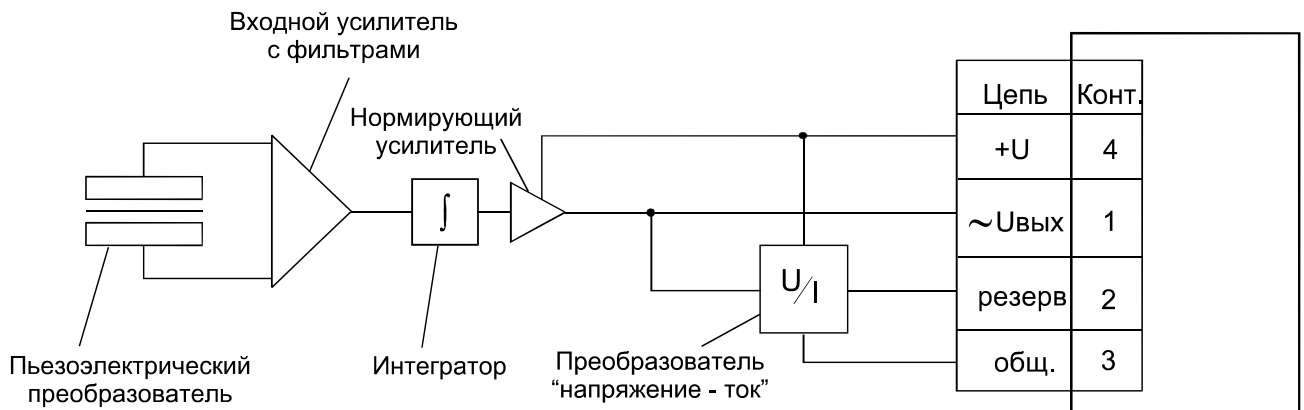 Входной усилитель
с фильтрами
Нормирующий
усилитель
∫
U/I
Пьезоэлектрический
преобразователь
Интегратор
Преобразователь
“напряжение - ток”
Цепь Конт.
+U 4
~Uвых 1
резерв 2
общ. 3